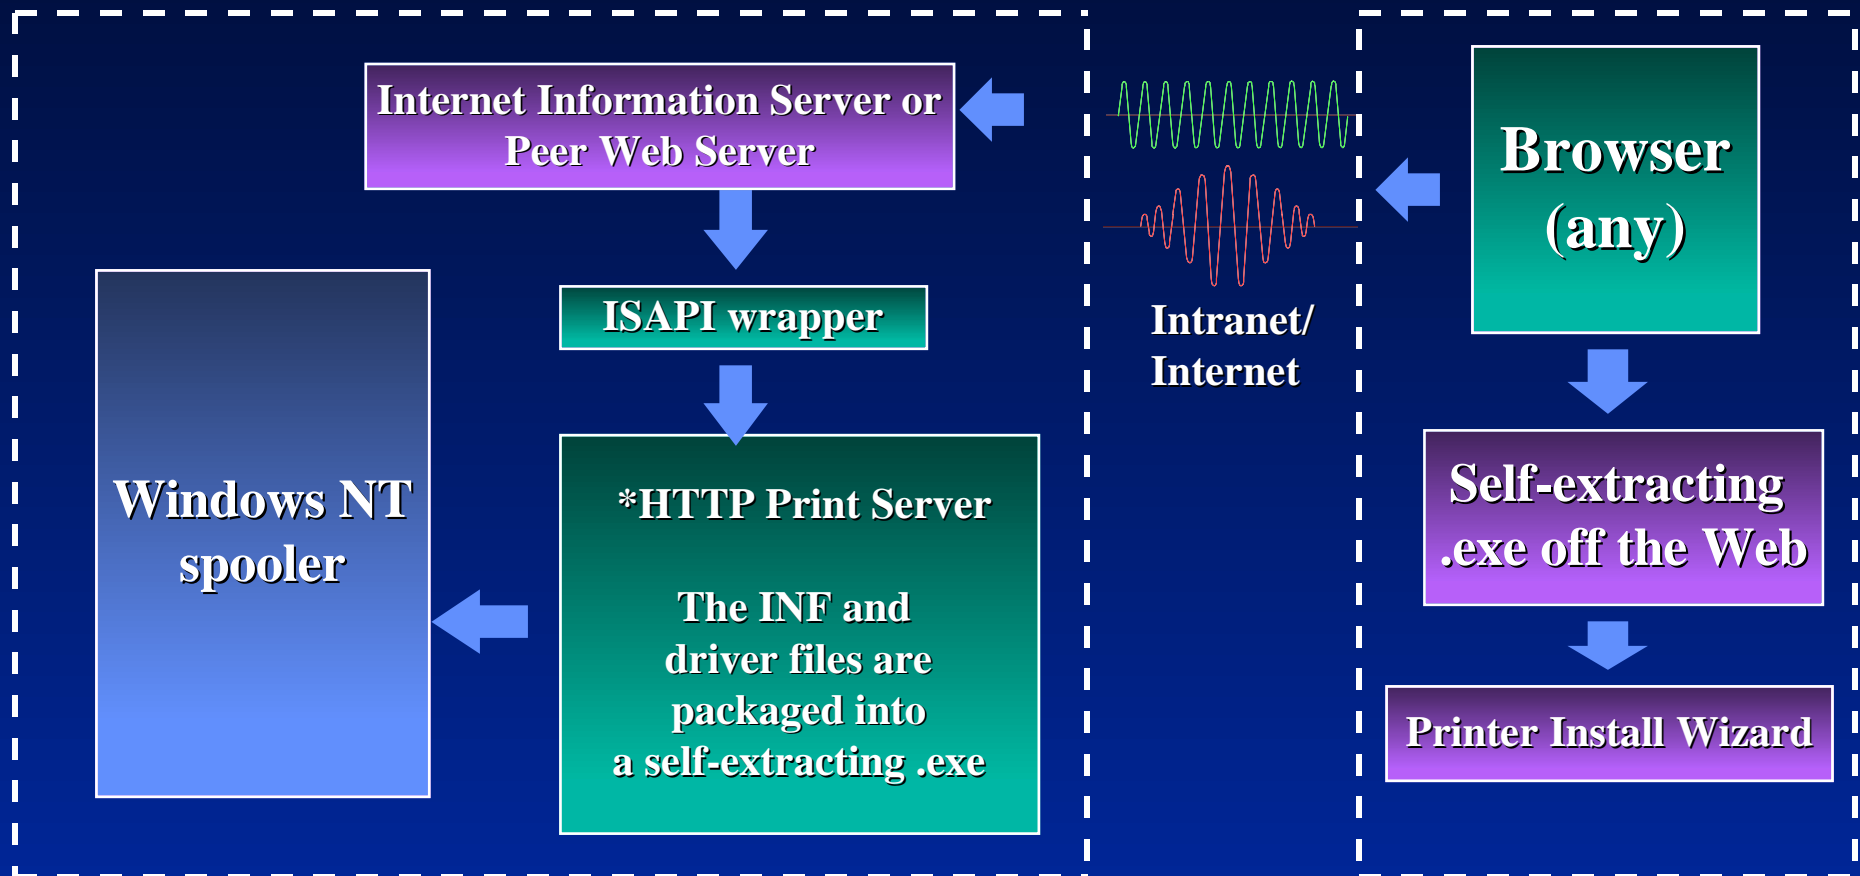 Internet Information Server or
Peer Web Server
ISAPI wrapper
*HTTP Print Server
The INF and
driver files are
packaged into
a self-extracting .exe
Windows NT
spooler
Intranet/
Internet
Browser
(any)
Self-extracting
.exe off the Web
Printer Install Wizard